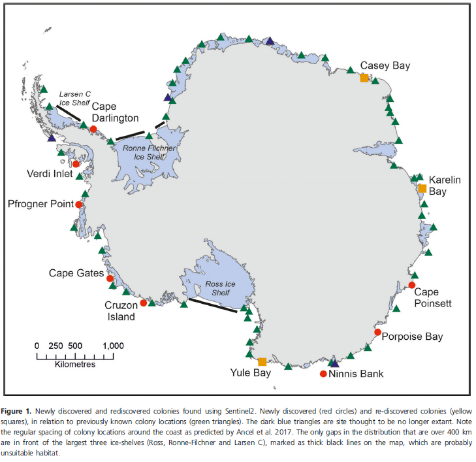 Casey Bay
Larsen C
Ice Shelf
Cape
Darlington
Ronne Filchner
Ice Shelf
Verdi Inlet
Karelin
Bay
Pfrogner Point
Cape Gates
Ross Ice
Shelf
Cape
Poinsett
Cruzon
Island
Porpoise Bay
0 250 500 1,000
Kilometres
Yule Bay
Ninnis Bank
Figure 1. Newly discovered and rediscovered colonies found using Sentinel2. Newly discovered (red circles) and re-discovered colonies (yellow
squares), in relation to previously known colony locations (green triangles). The dark blue triangles are site thought to be no longer extant. Note
the regular spacing of colony locations around the coast as predicted by Ancel et al. 2017. The only gaps in the distribution that are over 400 km
are in front of the largest three ice-shelves (Ross, Ronne-Filchner and Larsen C), marked as thick black lines on the map, which are probably
unsuitable habitat.